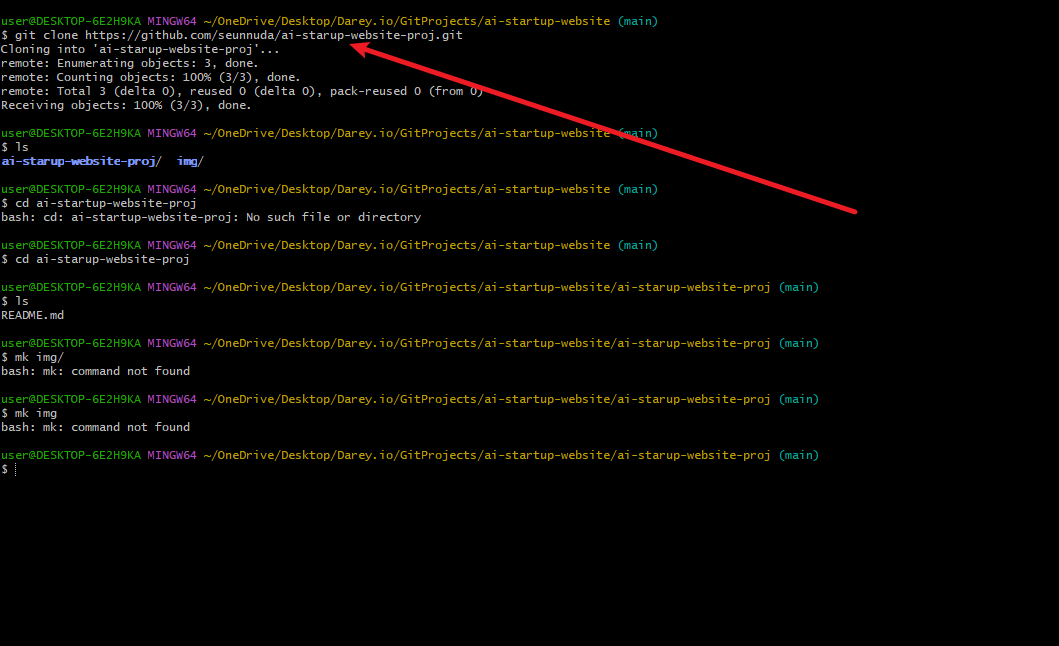 user@DESKTOP-6E2H9KA MINGW64 ~/OneDrive/Desktop/Darey.io/GitProjects/ai-startup-website (main)
$ git clone https://github.com/seunnuda/ai-starup-website-proj.git
Cloning into 'ai-starup-website-proj'...
remote: Enumerating objects: 3, done.
remote: Counting objects: 100% (3/3), done.
remote: Total 3 (delta 0), reused 0 (delta 0), pack-reused 0 (from 0)
Receiving objects: 100% (3/3), done.
user@DESKTOP-6E2H9KA MINGW64 ~/OneDrive/Desktop/Darey.io/GitProjects/ai-startup-website (main)
$ ls
ai-starup-website-proj/  img/
user@DESKTOP-6E2H9KA MINGW64 ~/OneDrive/Desktop/Darey.io/GitProjects/ai-startup-website (main)
$ cd ai-startup-website-proj
bash: cd: ai-startup-website-proj: No such file or directory
user@DESKTOP-6E2H9KA MINGW64 ~/OneDrive/Desktop/Darey.io/GitProjects/ai-startup-website (main)
$ cd ai-starup-website-proj
user@DESKTOP-6E2H9KA MINGW64 ~/OneDrive/Desktop/Darey.io/GitProjects/ai-startup-website/ai-starup-website-proj (main)
$ ls
README.md
user@DESKTOP-6E2H9KA MINGW64 ~/OneDrive/Desktop/Darey.io/GitProjects/ai-startup-website/ai-starup-website-proj (main)
$ mk img/
bash: mk: command not found
user@DESKTOP-6E2H9KA MINGW64 ~/OneDrive/Desktop/Darey.io/GitProjects/ai-startup-website/ai-starup-website-proj (main)
$ mk img
bash: mk: command not found
user@DESKTOP-6E2H9KA MINGW64 ~/OneDrive/Desktop/Darey.io/GitProjects/ai-startup-website/ai-starup-website-proj (main)
$